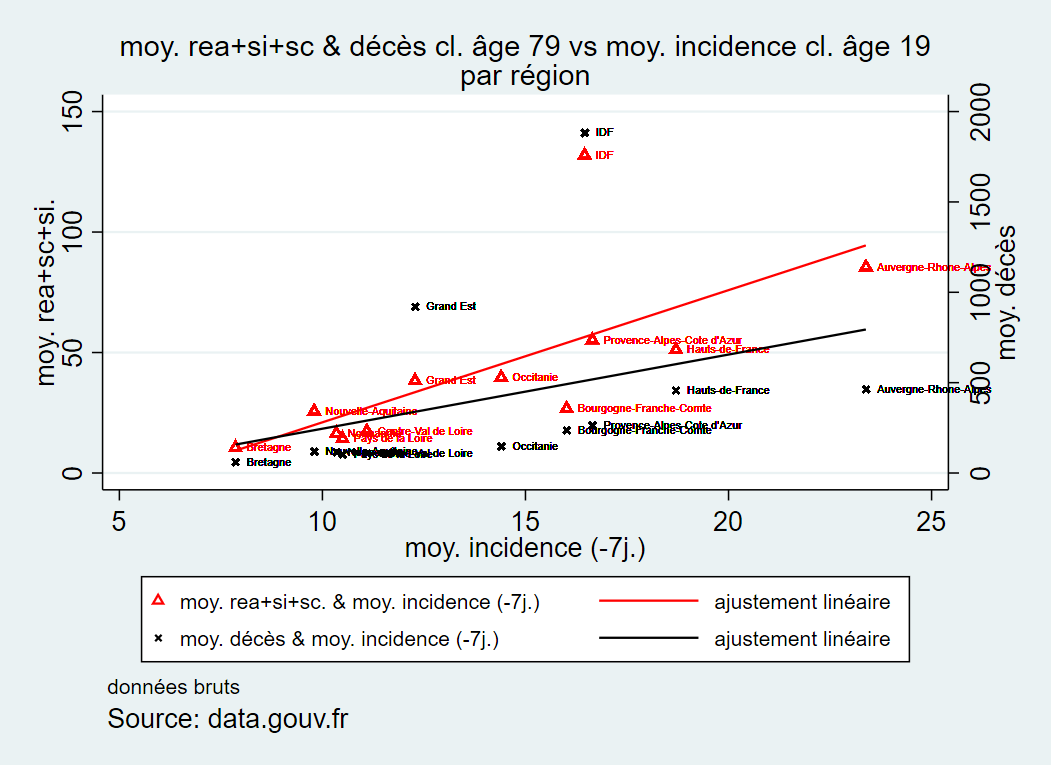 moy. rea+si+sc & décès cl. âge 79 vs moy. incidence cl. âge 19
par région
moy. rea+sc+si.
0
50
100
150
moy. décès
0
500
1000
1500
2000
IDF
IDF
Grand Est
Auvergne-Rhone-Alpes
Provence-Alpes-Cote d'Azur
Hauts-de-France
Grand Est
Occitanie
Hauts-de-France
Auvergne-Rhone-Alpes
Nouvelle-Aquitaine
Bourgogne-Franche-Comte
Centre-Val de Loire
Pays de la Loire
Provence-Alpes-Cote d'Azur
Bourgogne-Franche-Comte
Bretagne
Occitanie
Bretagne
5
10
15
20
25
moy. incidence (-7j.)
moy. rea+si+sc. & moy. incidence (-7j.)
ajustement linéaire
moy. décès & moy. incidence (-7j.)
ajustement linéaire
données bruts
Source: data.gouv.fr